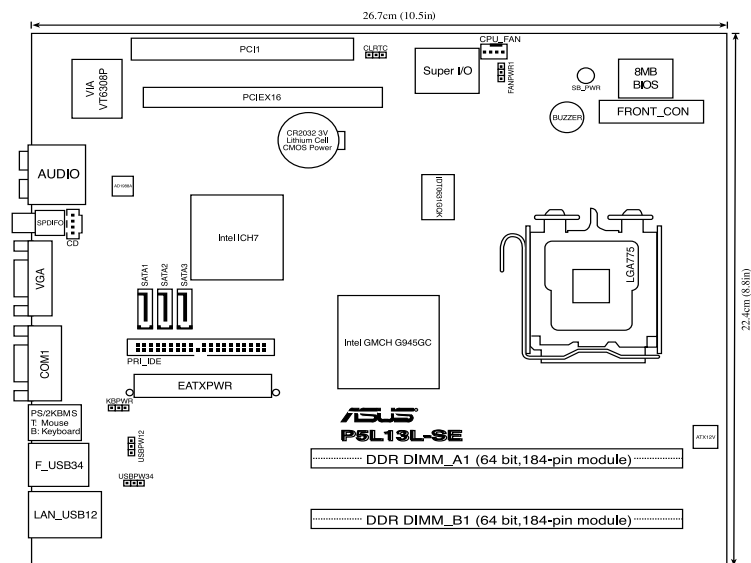 26.7cm (10.5in)
PCI1
CLRTC
CPU_FAN
Super I/O
FANPWR1
SB_PWR
8MB
BIOS
VIA
VT6308P
PCIEX16
FRONT_CON
BUZZER
CR2032 3V
Lithium Cell
CMOS Power
AUDIO
SPDIFO
CD
Intel ICH7
LGA775
22.4cm (8.8in)
VGA
SATA1
SATA2
SATA3
COM1
PRI_IDE
Intel GMCH G945GC
EATXPWR
KBPWR
PS/2KBMS
T: Mouse
B: Keyboard
ASUS
P5L13L-SE
USBPW12
ATX12V
F_USB34
DDR DIMM_A1 (64 bit,184-pin module)
USBPW34
LAN_USB12
DDR DIMM_B1 (64 bit,184-pin module)